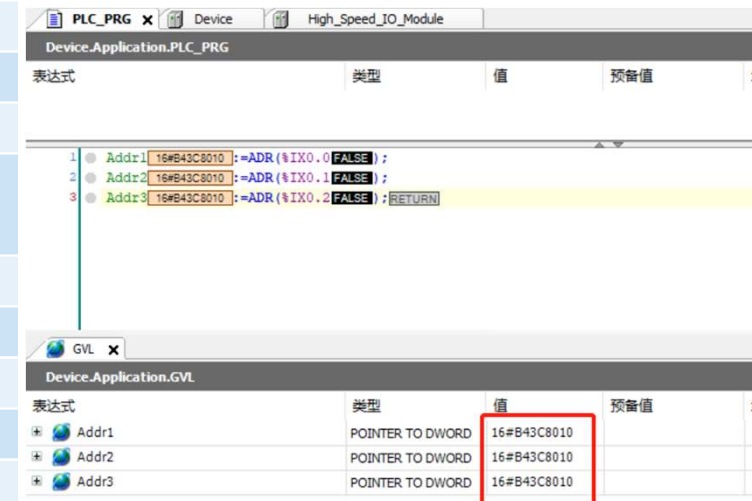 PLC_PRG Device High_Speed_IO_Module
Device.Application.PLC_PRG
表达式 类型 值 预备值
1 Addr1 16#B43C8010 :=ADR(%IX0.0 FALSE );
2 Addr2 16#B43C8010 :=ADR(%IX0.1 FALSE );
3 Addr3 16#B43C8010 :=ADR(%IX0.2 FALSE ); RETURN
GVL
Device.Application.GVL
表达式 类型 值 预备值
Addr1 POINTER TO DWORD 16#B43C8010
Addr2 POINTER TO DWORD 16#B43C8010
Addr3 POINTER TO DWORD 16#B43C8010